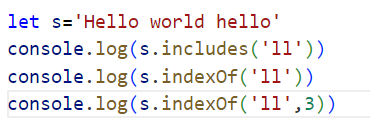 let s='Hello world hello'
console.log(s.includes('ll'))
console.log(s.indexOf('ll'))
console.log(s.indexOf('ll',3))